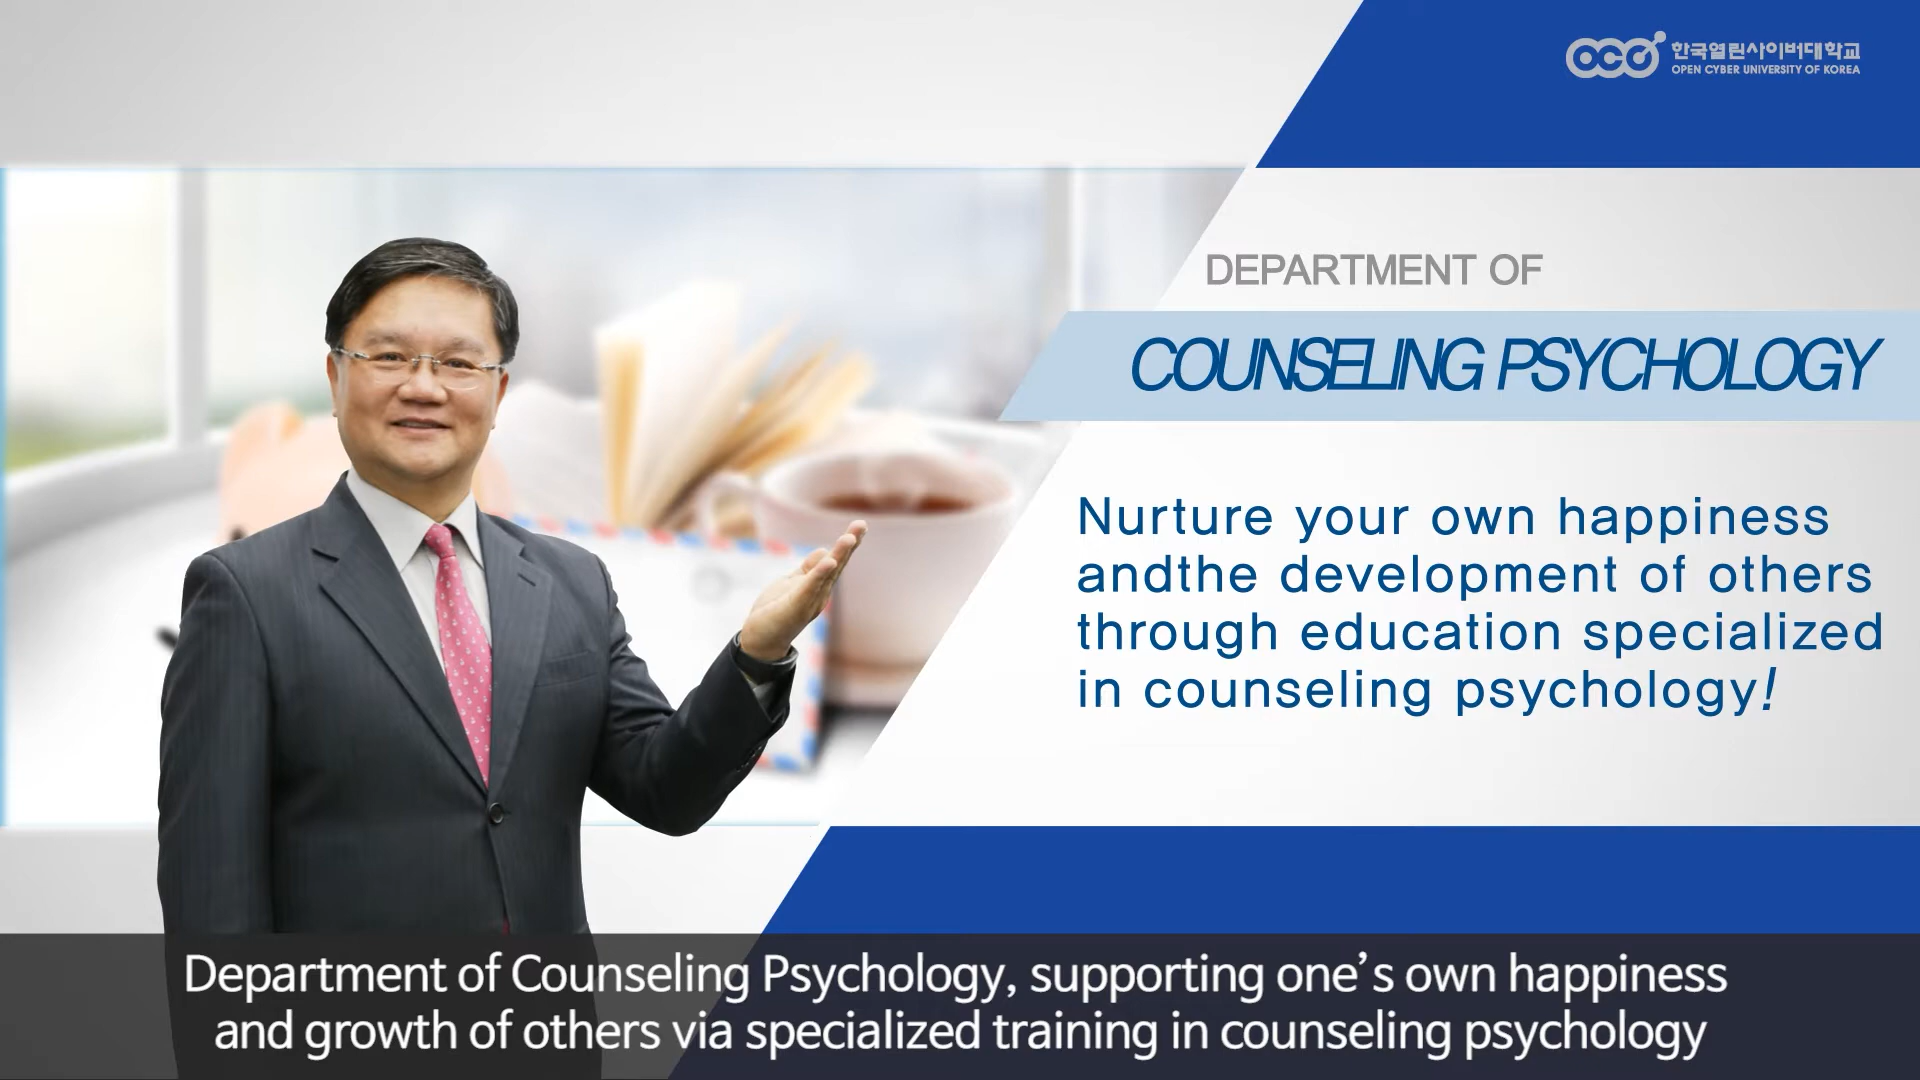 OCU 한국열린사이버대학교
OPEN CYBER UNIVERSITY OF KOREA
DEPARTMENT OF
COUNSELING PSYCHOLOGY
Nurture your own happiness
andthe development of others
through education specialized
in counseling psychology!
Department of Counseling Psychology, supporting one’s own happiness
and growth of others via specialized training in counseling psychology